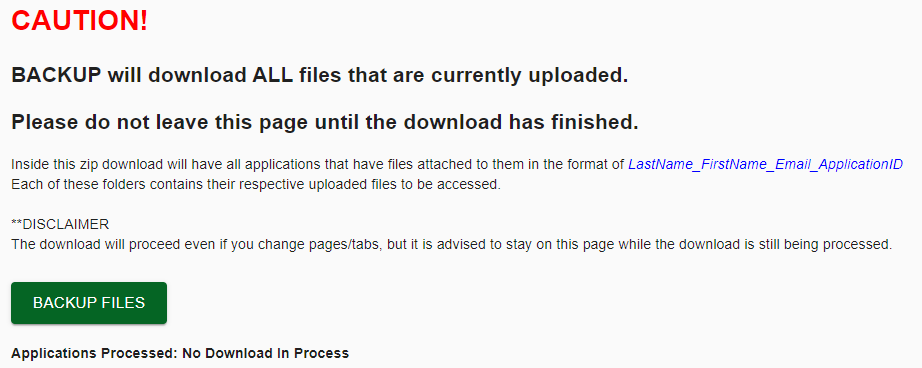 CAUTION!
BACKUP will download ALL files that are currently uploaded.
Please do not leave this page until the download has finished.
Inside this zip download will have all applications that have files attached to them in the format of LastName_FirstName_Email_ApplicationID
Each of these folders contains their respective uploaded files to be accessed.
**DISCLAIMER
The download will proceed even if you change pages/tabs, but it is advised to stay on this page while the download is still being processed.
BACKUP FILES
Applications Processed: No Download In Process